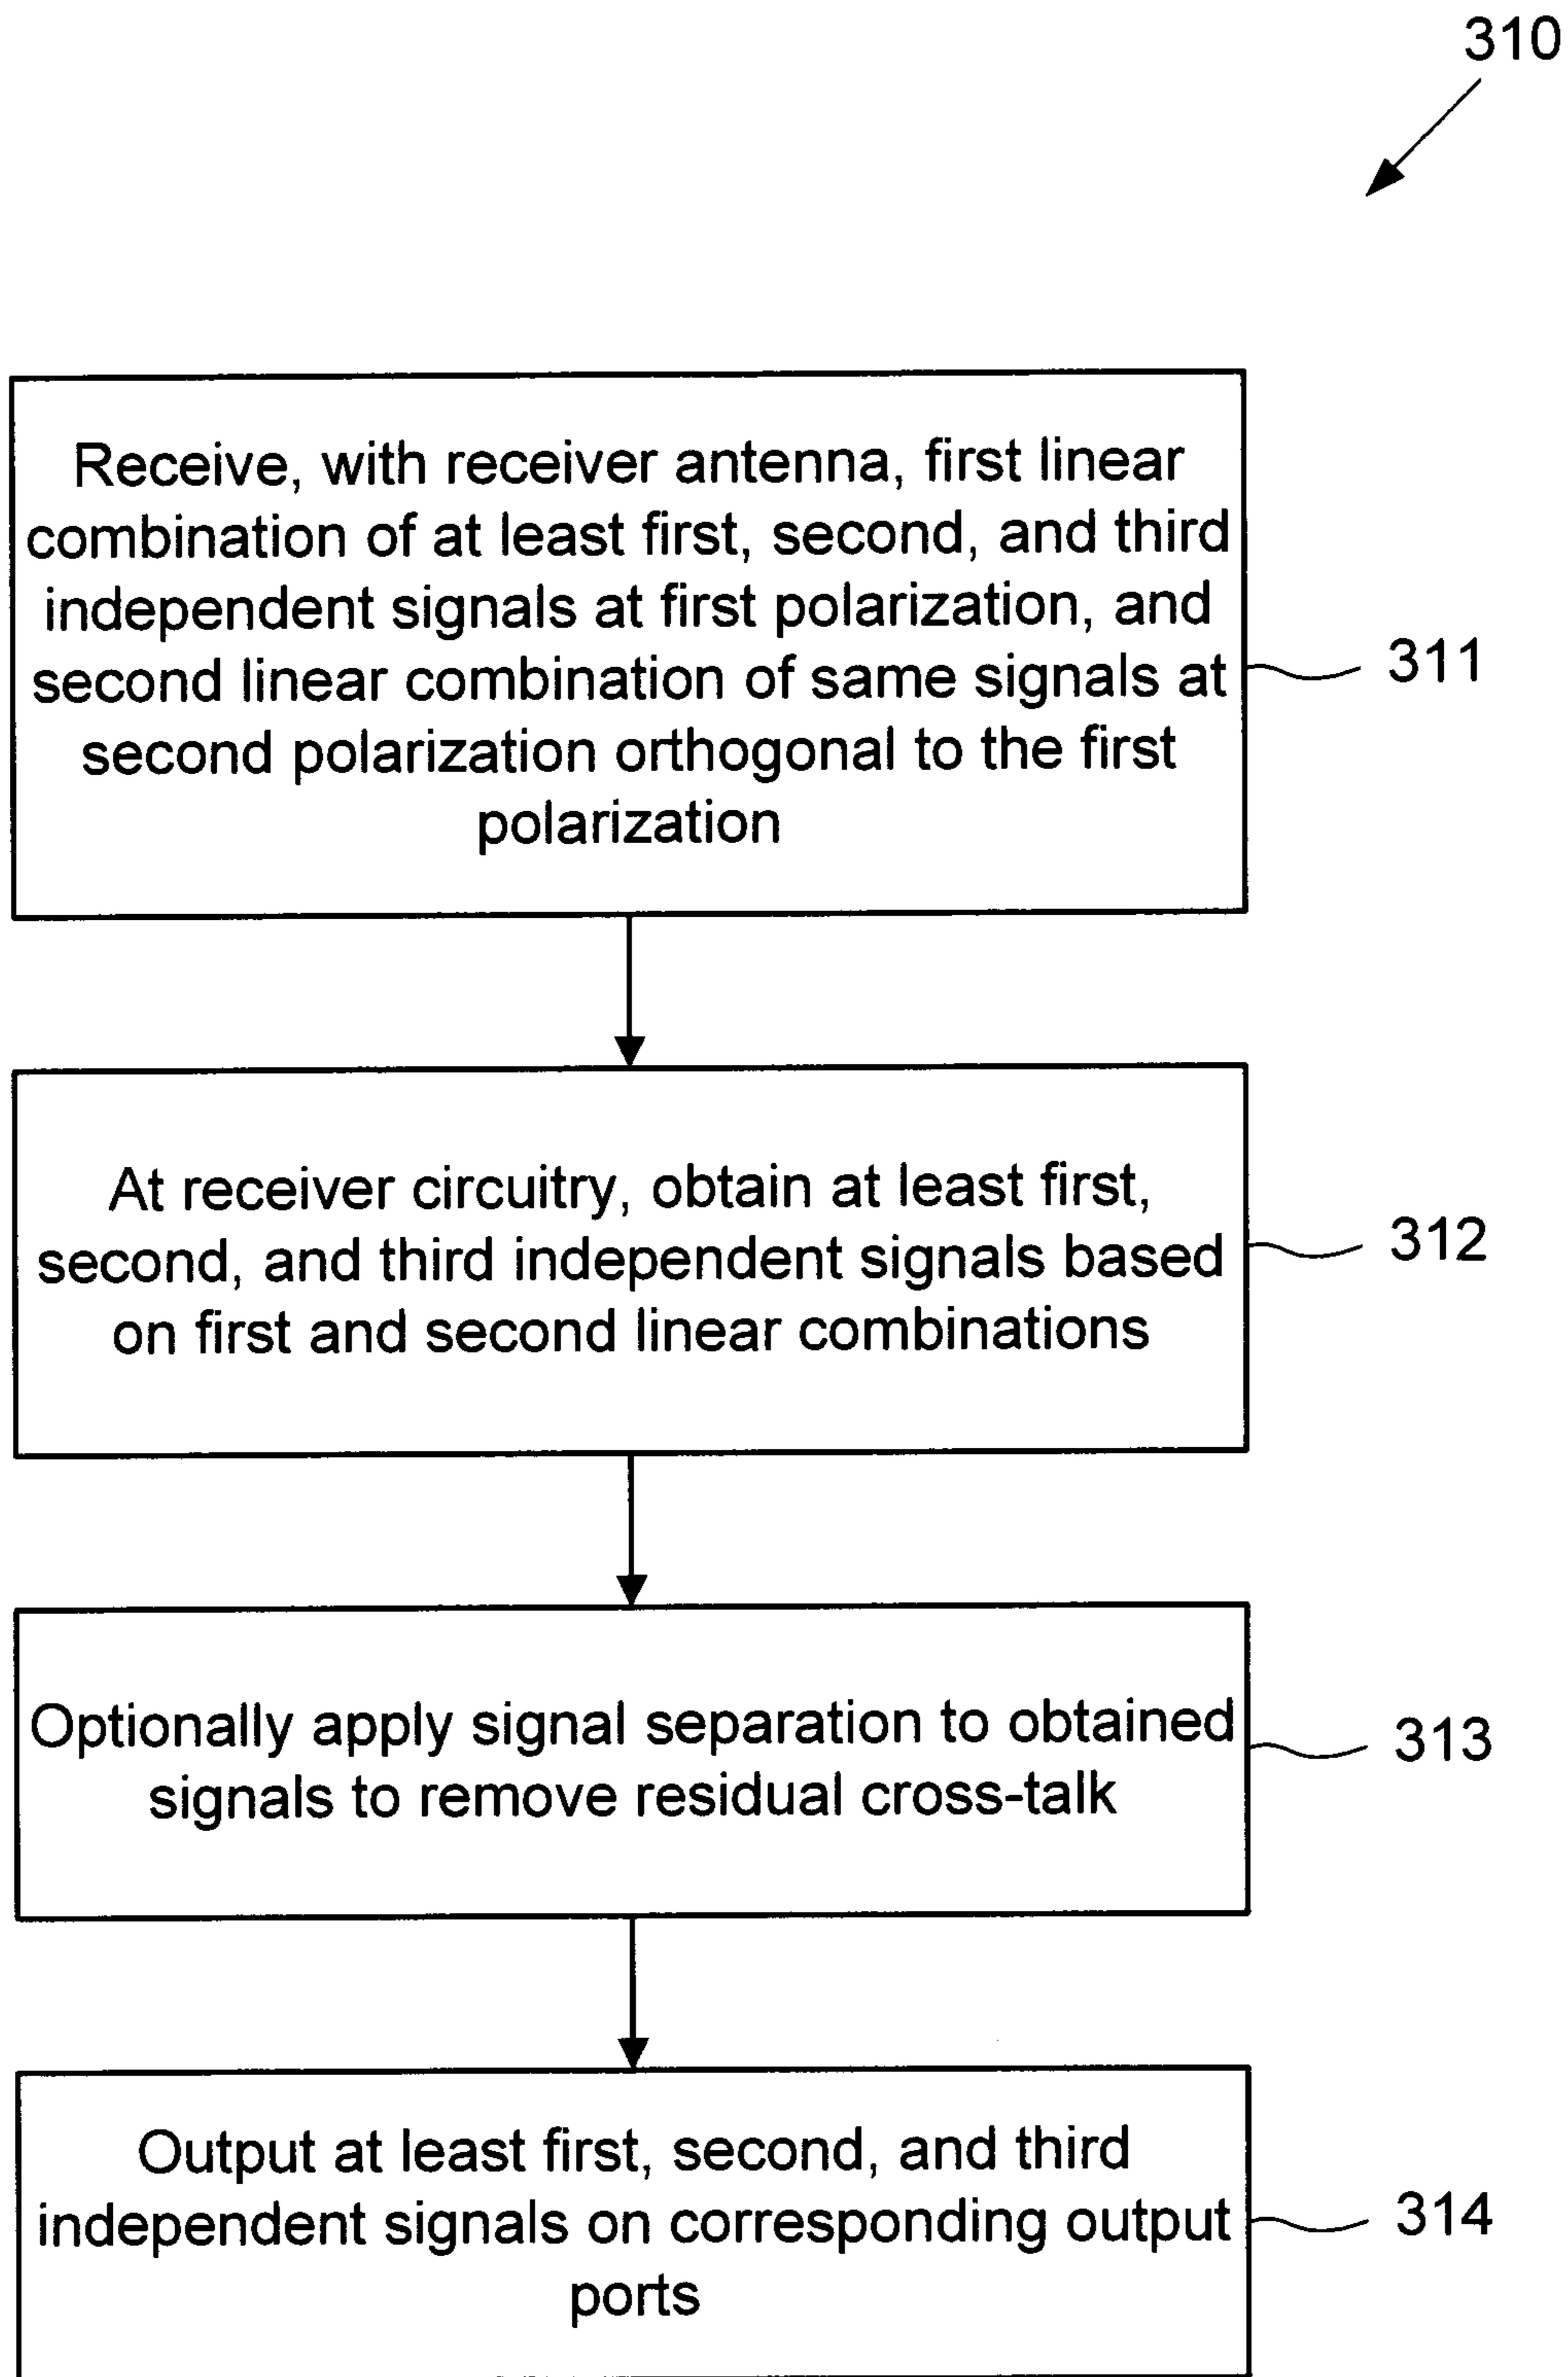 310
Receive, with receiver antenna, first linear
combination of at least first, second, and third
independent signals at first polarization, and
second linear combination of same signals at
second polarization orthogonal to the first
polarization
311
At receiver circuitry, obtain at least first,
second, and third independent signals based
on first and second linear combinations
312
Optionally apply signal separation to obtained
signals to remove residual cross-talk
313
Output at least first, second, and third
independent signals on corresponding output
ports
314